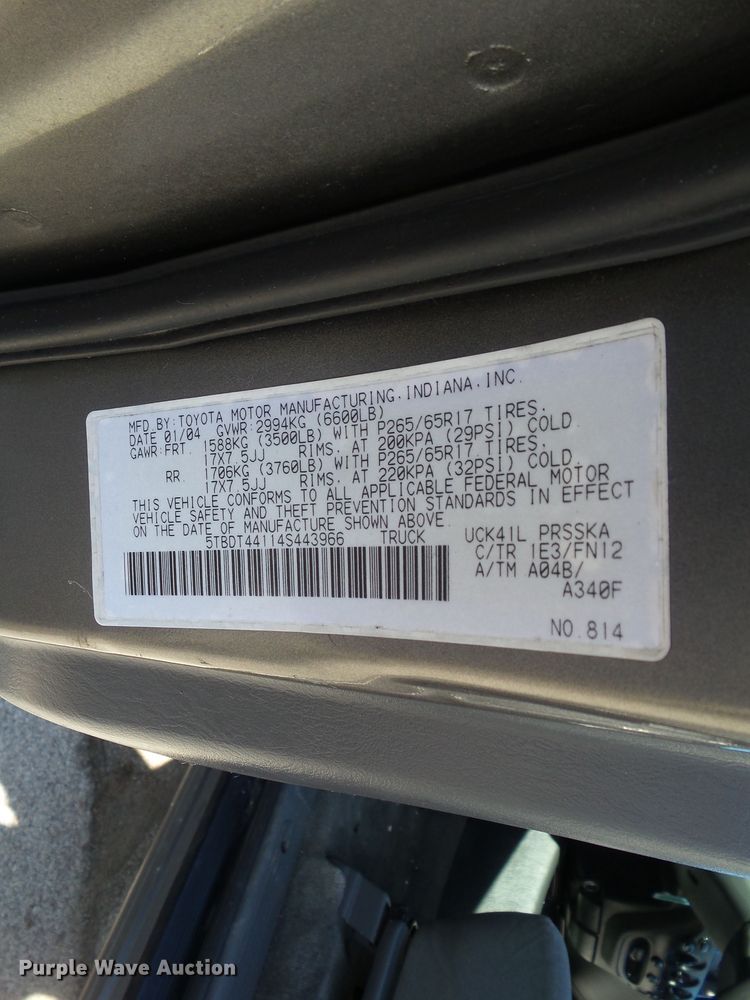 MFD.BY:TOYOTA MOTOR MANUFACTURING.INDIANA.INC.
DATE 01/04 GVWR 2994KG (6600LB)
GAWR:FRT. 1588KG (3500LB) WITH P265/65R17 TIRES.
17X7.5JJ RIMS. AT 200KPA (29PSI) COLD
RR. 1706KG (3760LB) WITH P265/65R17 TIRES.
17X7.5JJ RIMS. AT 220KPA (32PSI) COLD.
THIS VEHICLE CONFORMS TO ALL APPLICABLE FEDERAL MOTOR
VEHICLE SAFETY AND THEFT PREVENTION STANDARDS IN EFFECT
ON THE DATE OF MANUFACTURE SHOWN ABOVE.
5TBDT44114S443966 TRUCK UCK41L PRSSKA
C/TR 1E3/FN12
A/TM A04B/
A340F
NO.814
Purple Wave Auction